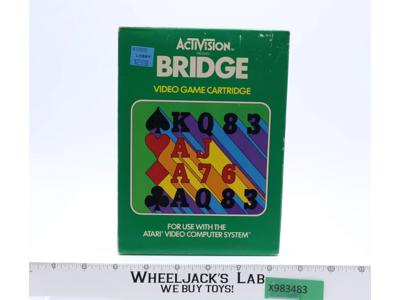 ACTIVISION
BRIDGE
VIDEO GAME CARTRIDGE
♠ K Q 8 3
♥ A J
♦ A 7 6
♣ A Q 8 3
FOR USE WITH THE
ATARI® VIDEO COMPUTER SYSTEM™
WHEELJACK'S LAB
WE BUY TOYS!
X983483